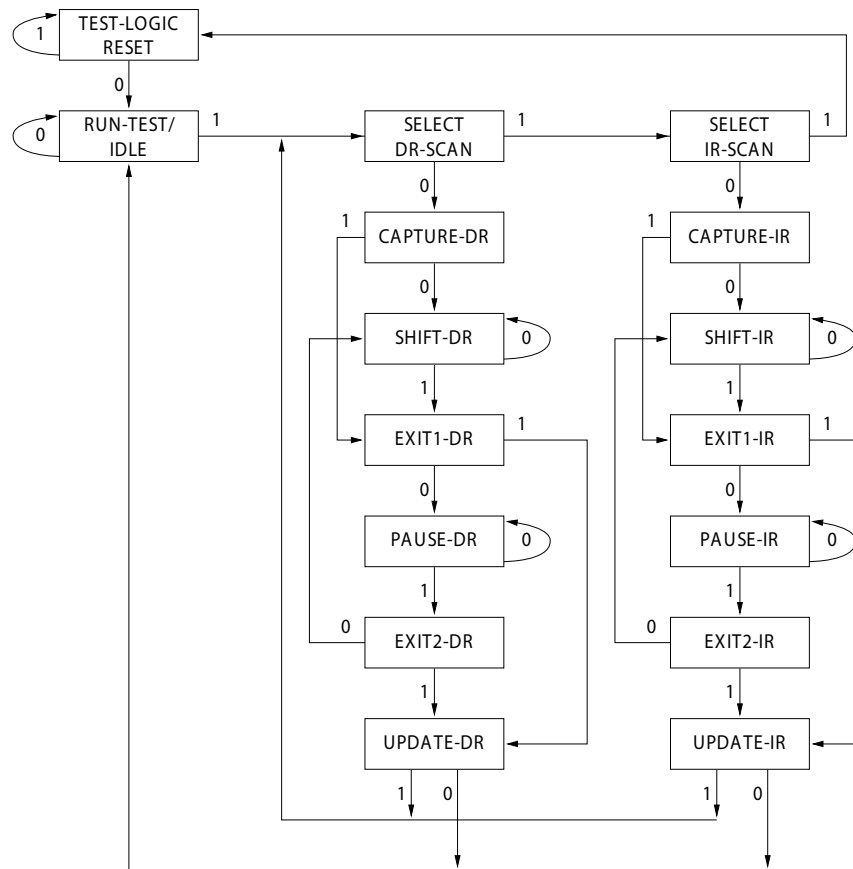 TEST-LOGIC
RESET
1
0
RUN-TEST/
IDLE
0
1
SELECT
DR-SCAN
1
SELECT
IR-SCAN
1
0
0
1
CAPTURE-DR
1
CAPTURE-IR
0
0
SHIFT-DR
0
SHIFT-IR
0
1
1
EXIT1-DR
1
EXIT1-IR
1
0
0
PAUSE-DR
0
PAUSE-IR
0
1
1
0
EXIT2-DR
0
EXIT2-IR
1
1
UPDATE-DR
UPDATE-IR
1
0
1
0